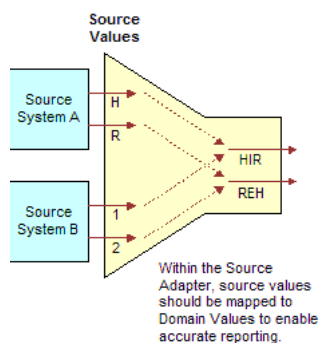 Source
Values
Source
System A
H
R
HIR
REH
Source
System B
1
2
Within the Source
Adapter, source values
should be mapped to
Domain Values to enable
accurate reporting.